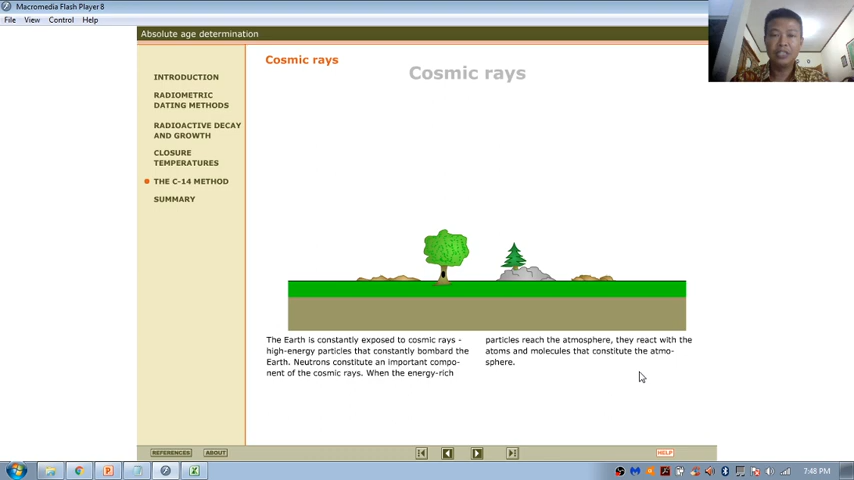 Macromedia Flash Player 8
File View Control Help
Absolute age determination
Cosmic rays
Cosmic rays
INTRODUCTION
RADIOMETRIC
DATING METHODS
RADIOACTIVE DECAY
AND GROWTH
CLOSURE
TEMPERATURES
THE C-14 METHOD
SUMMARY
The Earth is constantly exposed to cosmic rays -
high-energy particles that constantly bombard the
Earth. Neutrons constitute an important compo-
nent of the cosmic rays. When the energy-rich
particles reach the atmosphere, they react with the
atoms and molecules that constitute the atmo-
sphere.
REFERENCES ABOUT
HELP
7:48 PM